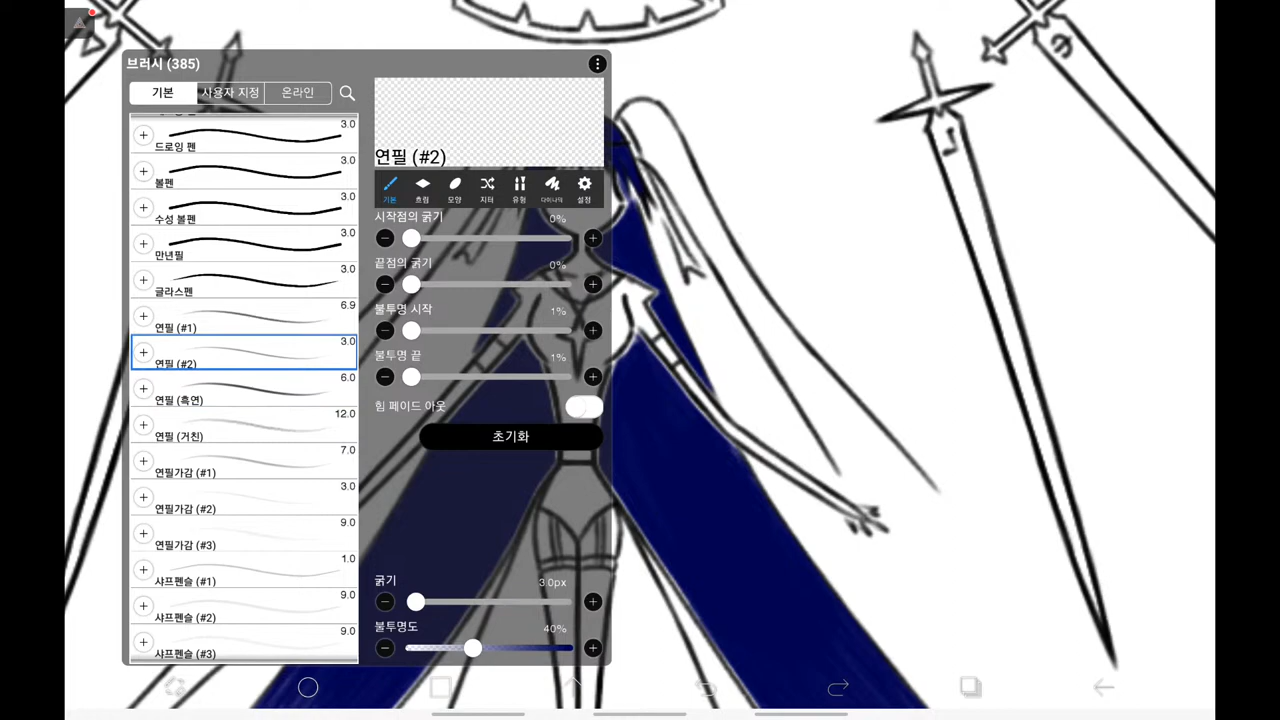 브러시 (385)
기본
사용자 지정
온라인
3.0
드로잉 펜
3.0
볼펜
3.0
수성 볼펜
3.0
만년필
3.0
글라스펜
6.9
연필 (#1)
3.0
연필 (#2)
6.0
연필 (흑연)
12.0
연필 (거친)
7.0
연필가감 (#1)
3.0
연필가감 (#2)
9.0
연필가감 (#3)
1.0
샤프펜슬 (#1)
9.0
샤프펜슬 (#2)
9.0
샤프펜슬 (#3)
연필 (#2)
기본
흐림
모양
지터
유형
다이나믹
설정
시작점의 굵기
0%
끝점의 굵기
0%
불투명 시작
1%
불투명 끝
1%
힘 페이드 아웃
초기화
굵기
3.0px
불투명도
40%